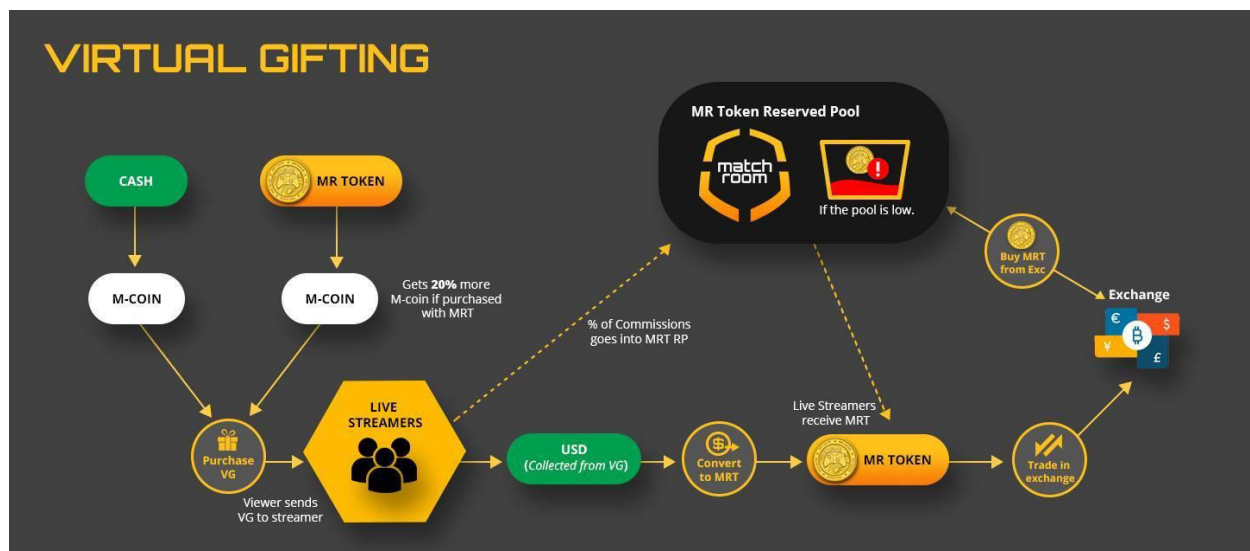 VIRTUAL GIFTING
MR Token Reserved Pool
match
room
!
If the pool is low.
CASH
MR TOKEN
M-COIN
M-COIN
Gets 20% more
M-coin if purchased
with MRT
Buy MRT
from Exc
Exchange
€
$
¥
£
B
% of Commissions
goes into MRT RP
LIVE
STREAMERS
Purchase
VG
Viewer sends
VG to streamer
USD
(Collected from VG)
$
Convert
to MRT
Live Streamers
receive MRT
MR TOKEN
Trade in
exchange